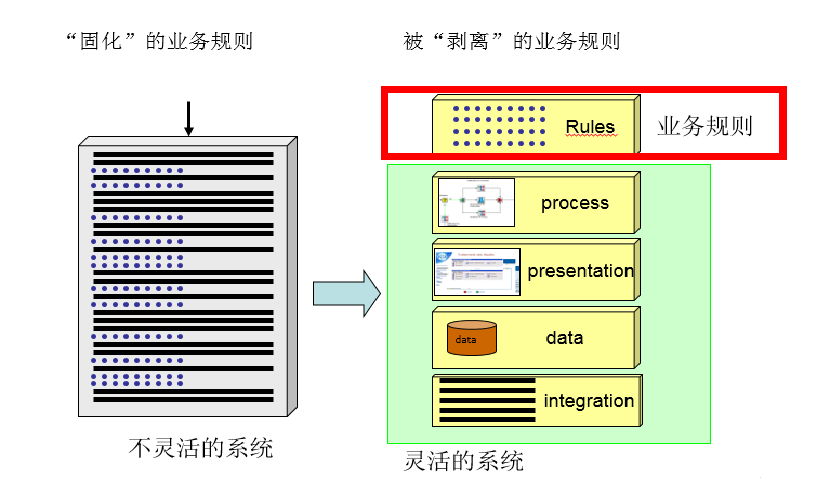 “固化”的业务规则
被“剥离”的业务规则
Rules
业务规则
process
presentation
data
data
integration
不灵活的系统
灵活的系统